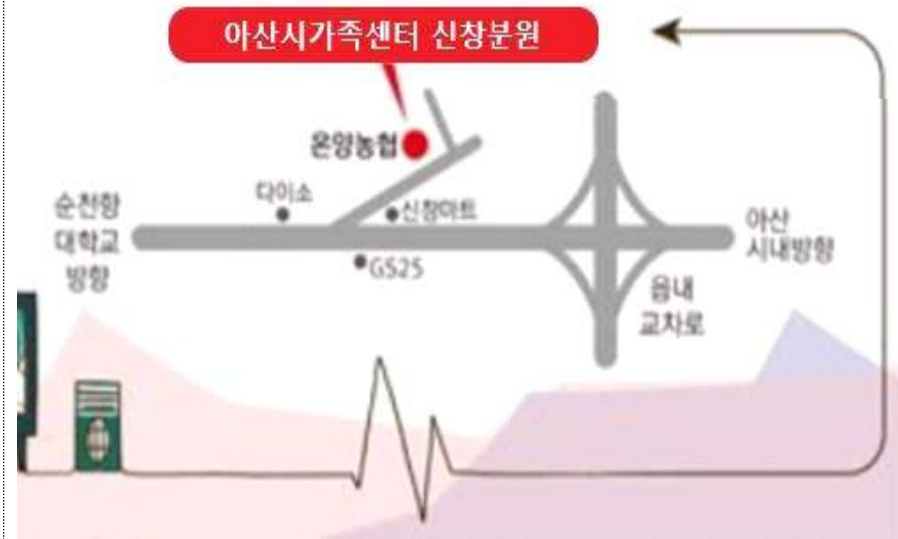 아산시가족센터 신창분원
온양농협
다이소
신창마트
순천향
대학교
방향
아산
시내방향
GS25
읍내
교차로